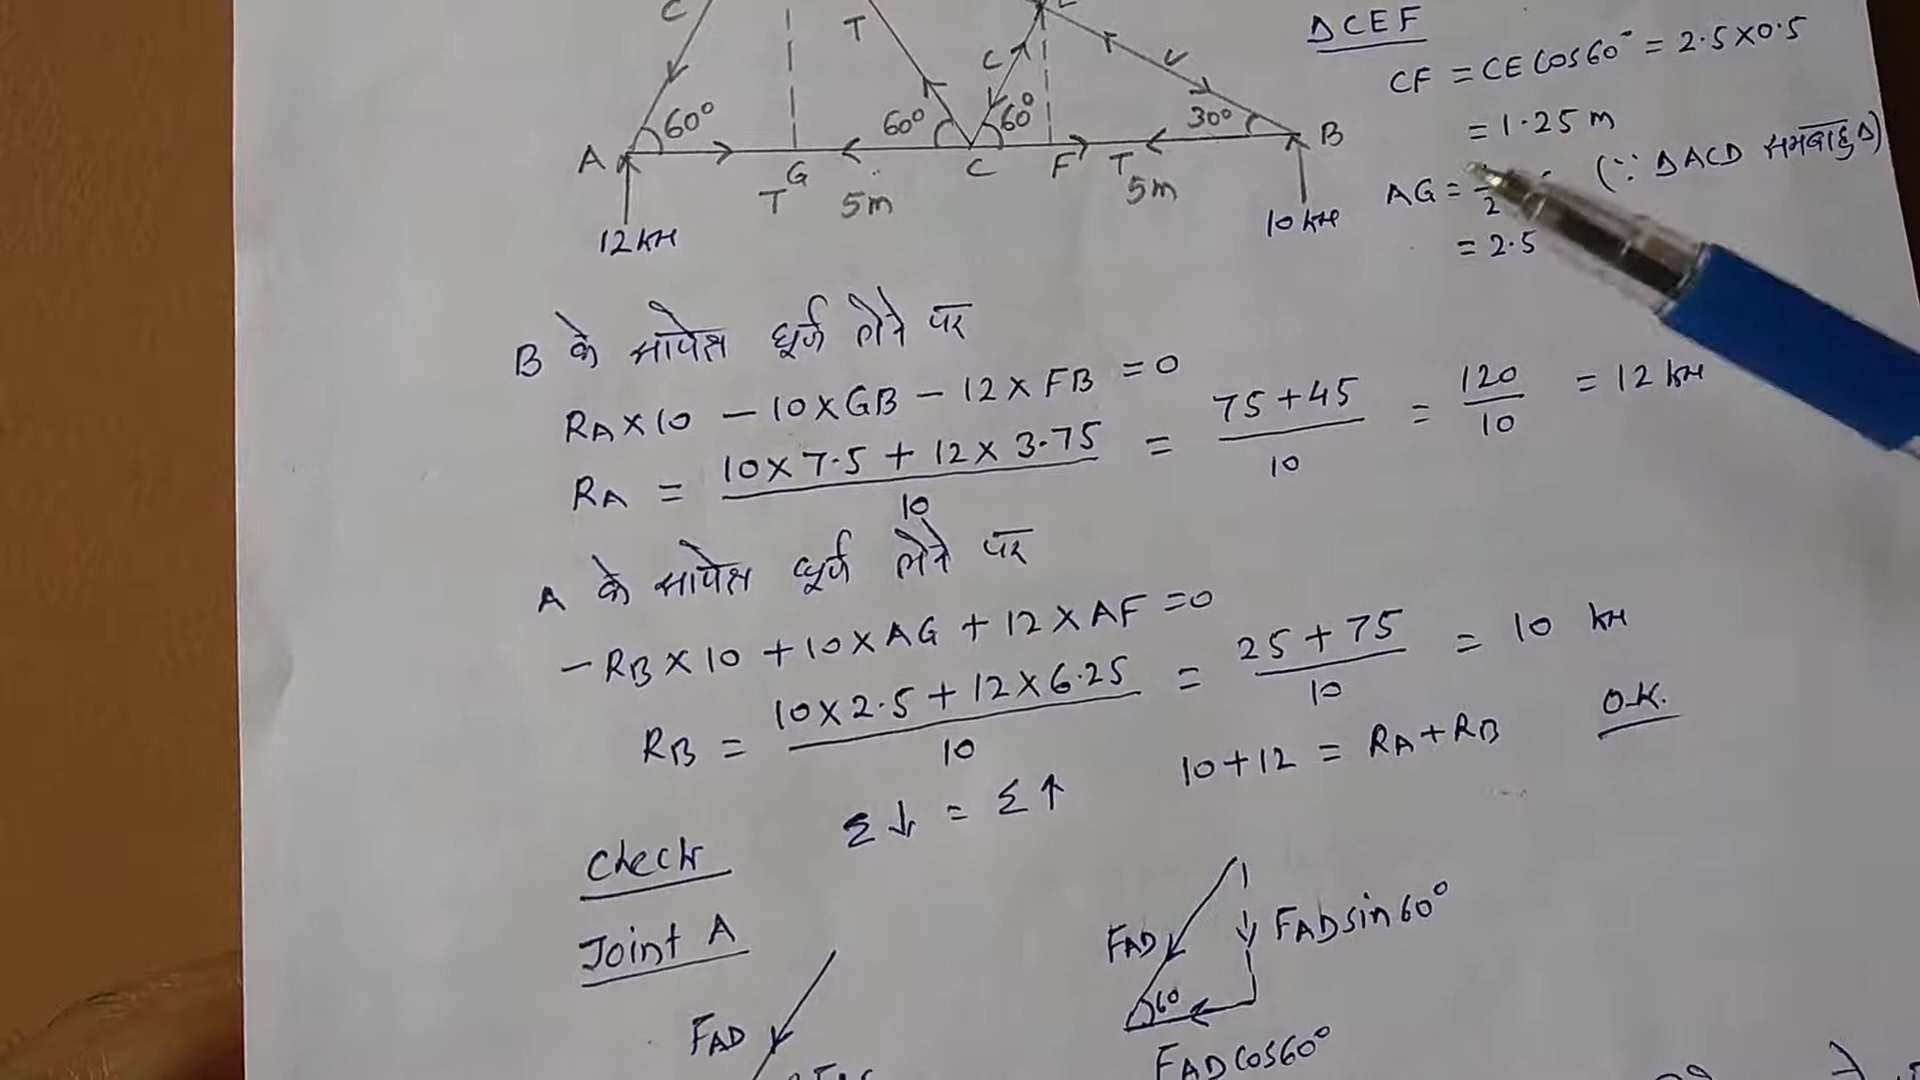 C T C T C
60° 60° 60° 30°
A G C F B
T 5m T 5m
12 kN 10 kN
ΔCEF
CF = CE Cos60° = 2.5×0.5
= 1.25 m
AG = 2 (∵ ΔACD समबाहु Δ)
= 2.5
B के सापेक्ष घूर्ण लेने पर
RA×10 − 10×GB − 12×FB = 0
RA = 10×7.5 + 12×3.75 / 10 = 75+45 / 10 = 120 / 10 = 12 kN
A के सापेक्ष घूर्ण लेने पर
−RB×10 + 10×AG + 12×AF = 0
RB = 10×2.5 + 12×6.25 / 10 = 25+75 / 10 = 10 kN
Check Σ↓ = Σ↑ 10+12 = RA+RB O.K.
Joint A
FAD FAD sin60°
60
FAD FAD cos60°